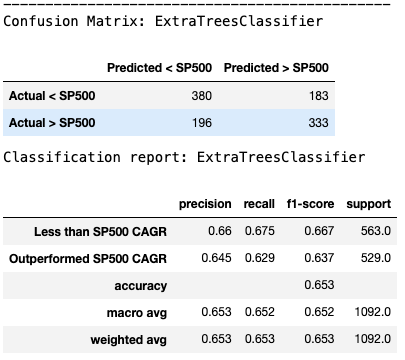 Confusion Matrix: ExtraTreesClassifier
Predicted < SP500 Predicted > SP500
Actual < SP500 380 183
Actual > SP500 196 333
Classification report: ExtraTreesClassifier
precision recall f1-score support
Less than SP500 CAGR 0.66 0.675 0.667 563.0
Outperformed SP500 CAGR 0.645 0.629 0.637 529.0
accuracy 0.653
macro avg 0.653 0.652 0.652 1092.0
weighted avg 0.653 0.653 0.653 1092.0